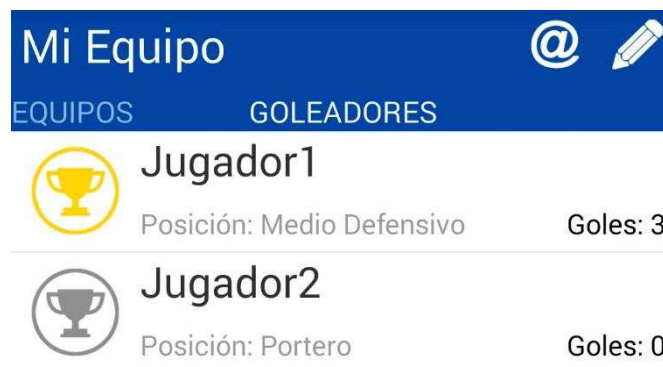 Mi Equipo @
EQUIPOS GOLEADORES
Jugador1
Posición: Medio Defensivo Goles: 3
Jugador2
Posición: Portero Goles: 0